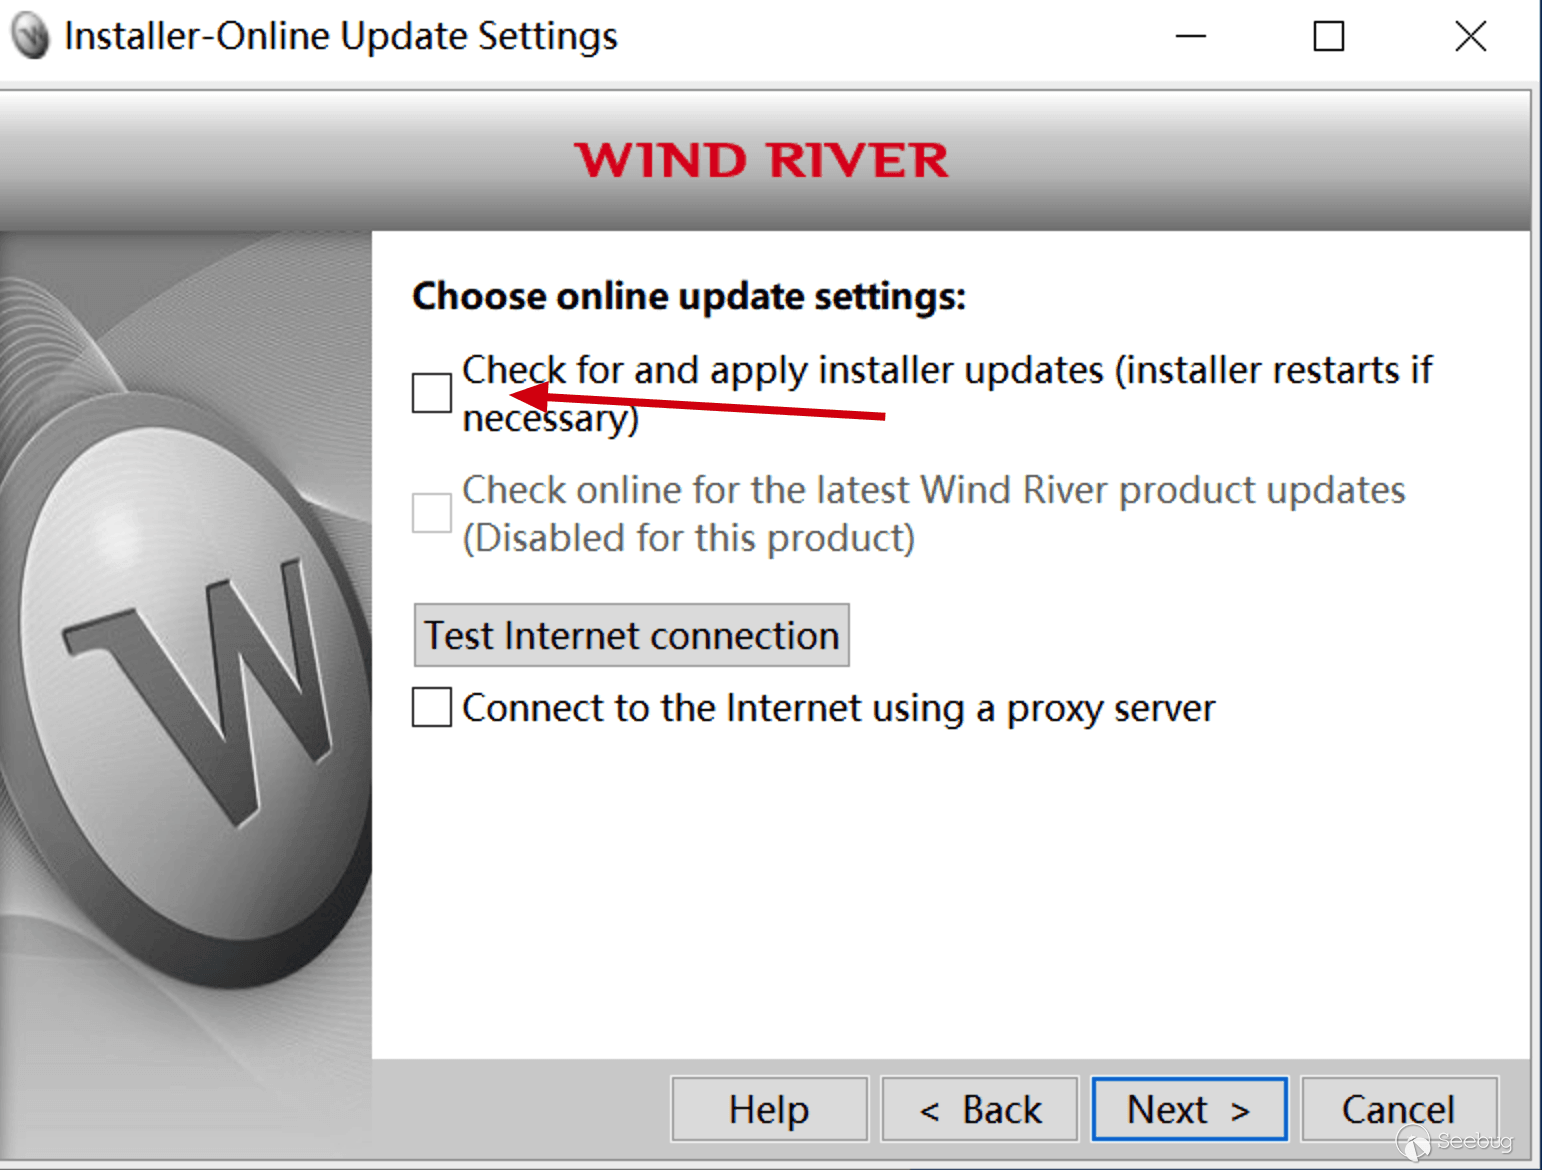 Installer-Online Update Settings
WIND RIVER
Choose online update settings:
Check for and apply installer updates (installer restarts if
necessary)
Check online for the latest Wind River product updates
(Disabled for this product)
Test Internet connection
Connect to the Internet using a proxy server
Help
< Back
Next >
Cancel
Seebug